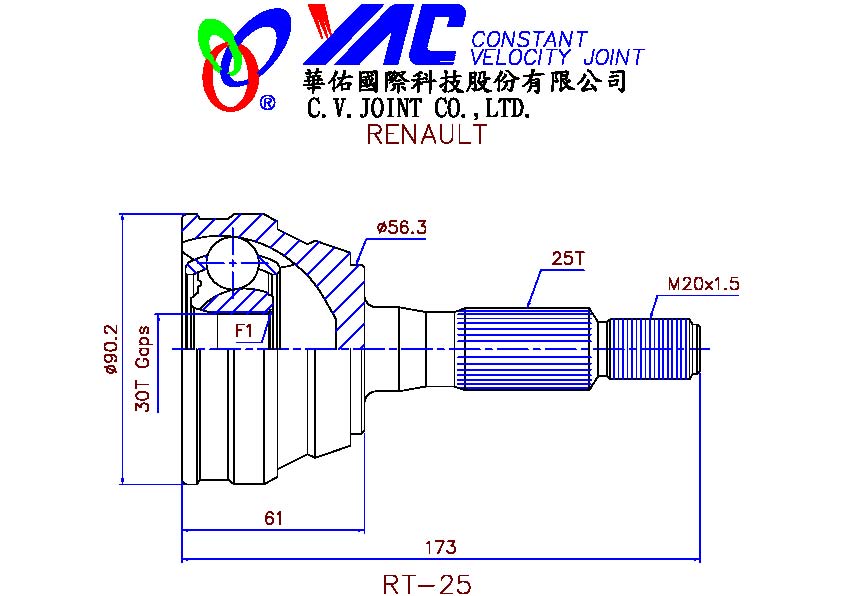 YAC CONSTANT
VELOCITY JOINT
®
華佑國際科技股份有限公司
C.V.JOINT CO.,LTD.
RENAULT
ø56.3
25T
M20x1.5
F1
ø90.2
30T Gaps
61
173
RT-25